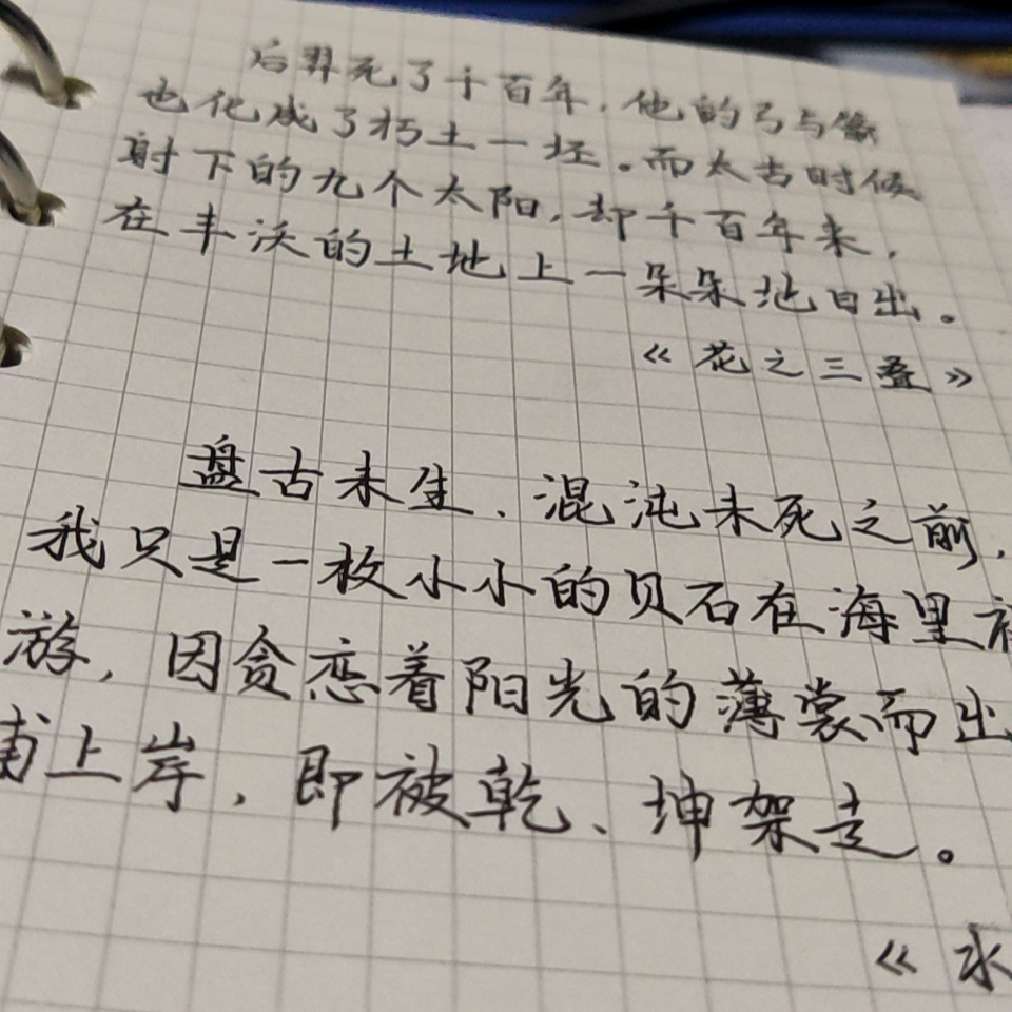 后羿死了千百年,他的弓与箭
也化成了朽土一坯。而太古时候
射下的九个太阳,却千百年来,
在丰沃的土地上一朵朵地日出。
《花之三叠》
盘古未生、混沌未死之前,
我只是一枚小小的贝石在海里
游,因贪恋着阳光的薄裳而出
上岸,即被乾、坤架走。
《水